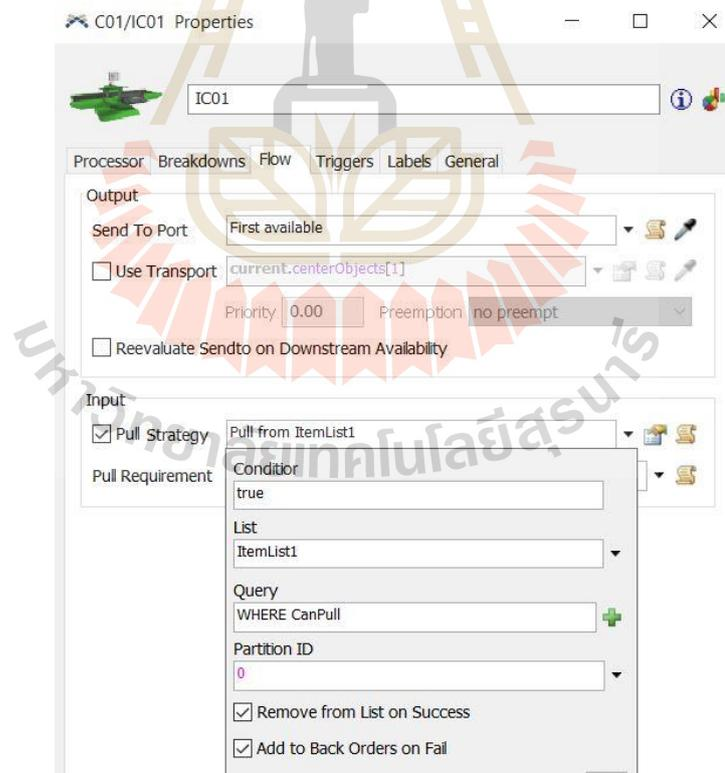 C01/IC01 Properties
IC01
Processor Breakdowns Flow Triggers Labels General
Output
Send To Port First available
Use Transport current.centerObjects[1]
Priority 0.00 Preemption no preempt
Reevaluate Sendto on Downstream Availability
Input
Pull Strategy Pull from ItemList1
Pull Requirement
Condition
true
List
ItemList1
Query
WHERE CanPull
Partition ID
0
Remove from List on Success
Add to Back Orders on Fail
มหาวิทยาลัยเทคโนโลยีสุรนารี